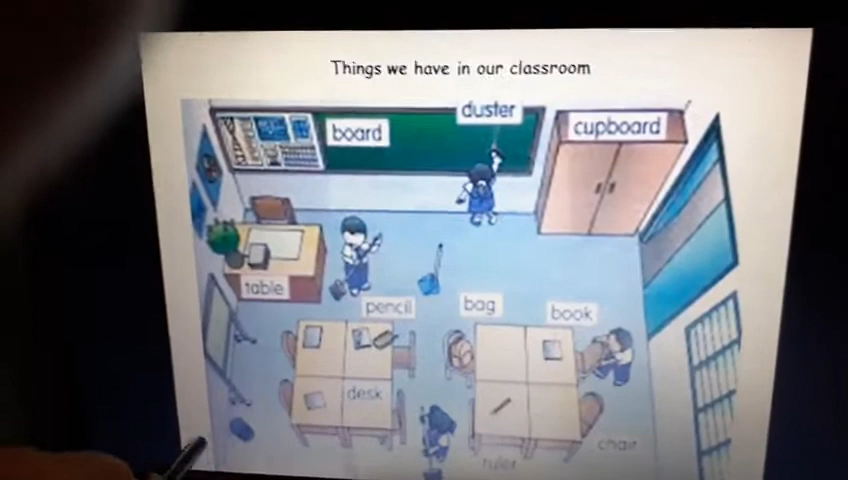 Things we have in our classroom
duster
board
cupboard
table
pencil
bag
book
desk
chair
ruler